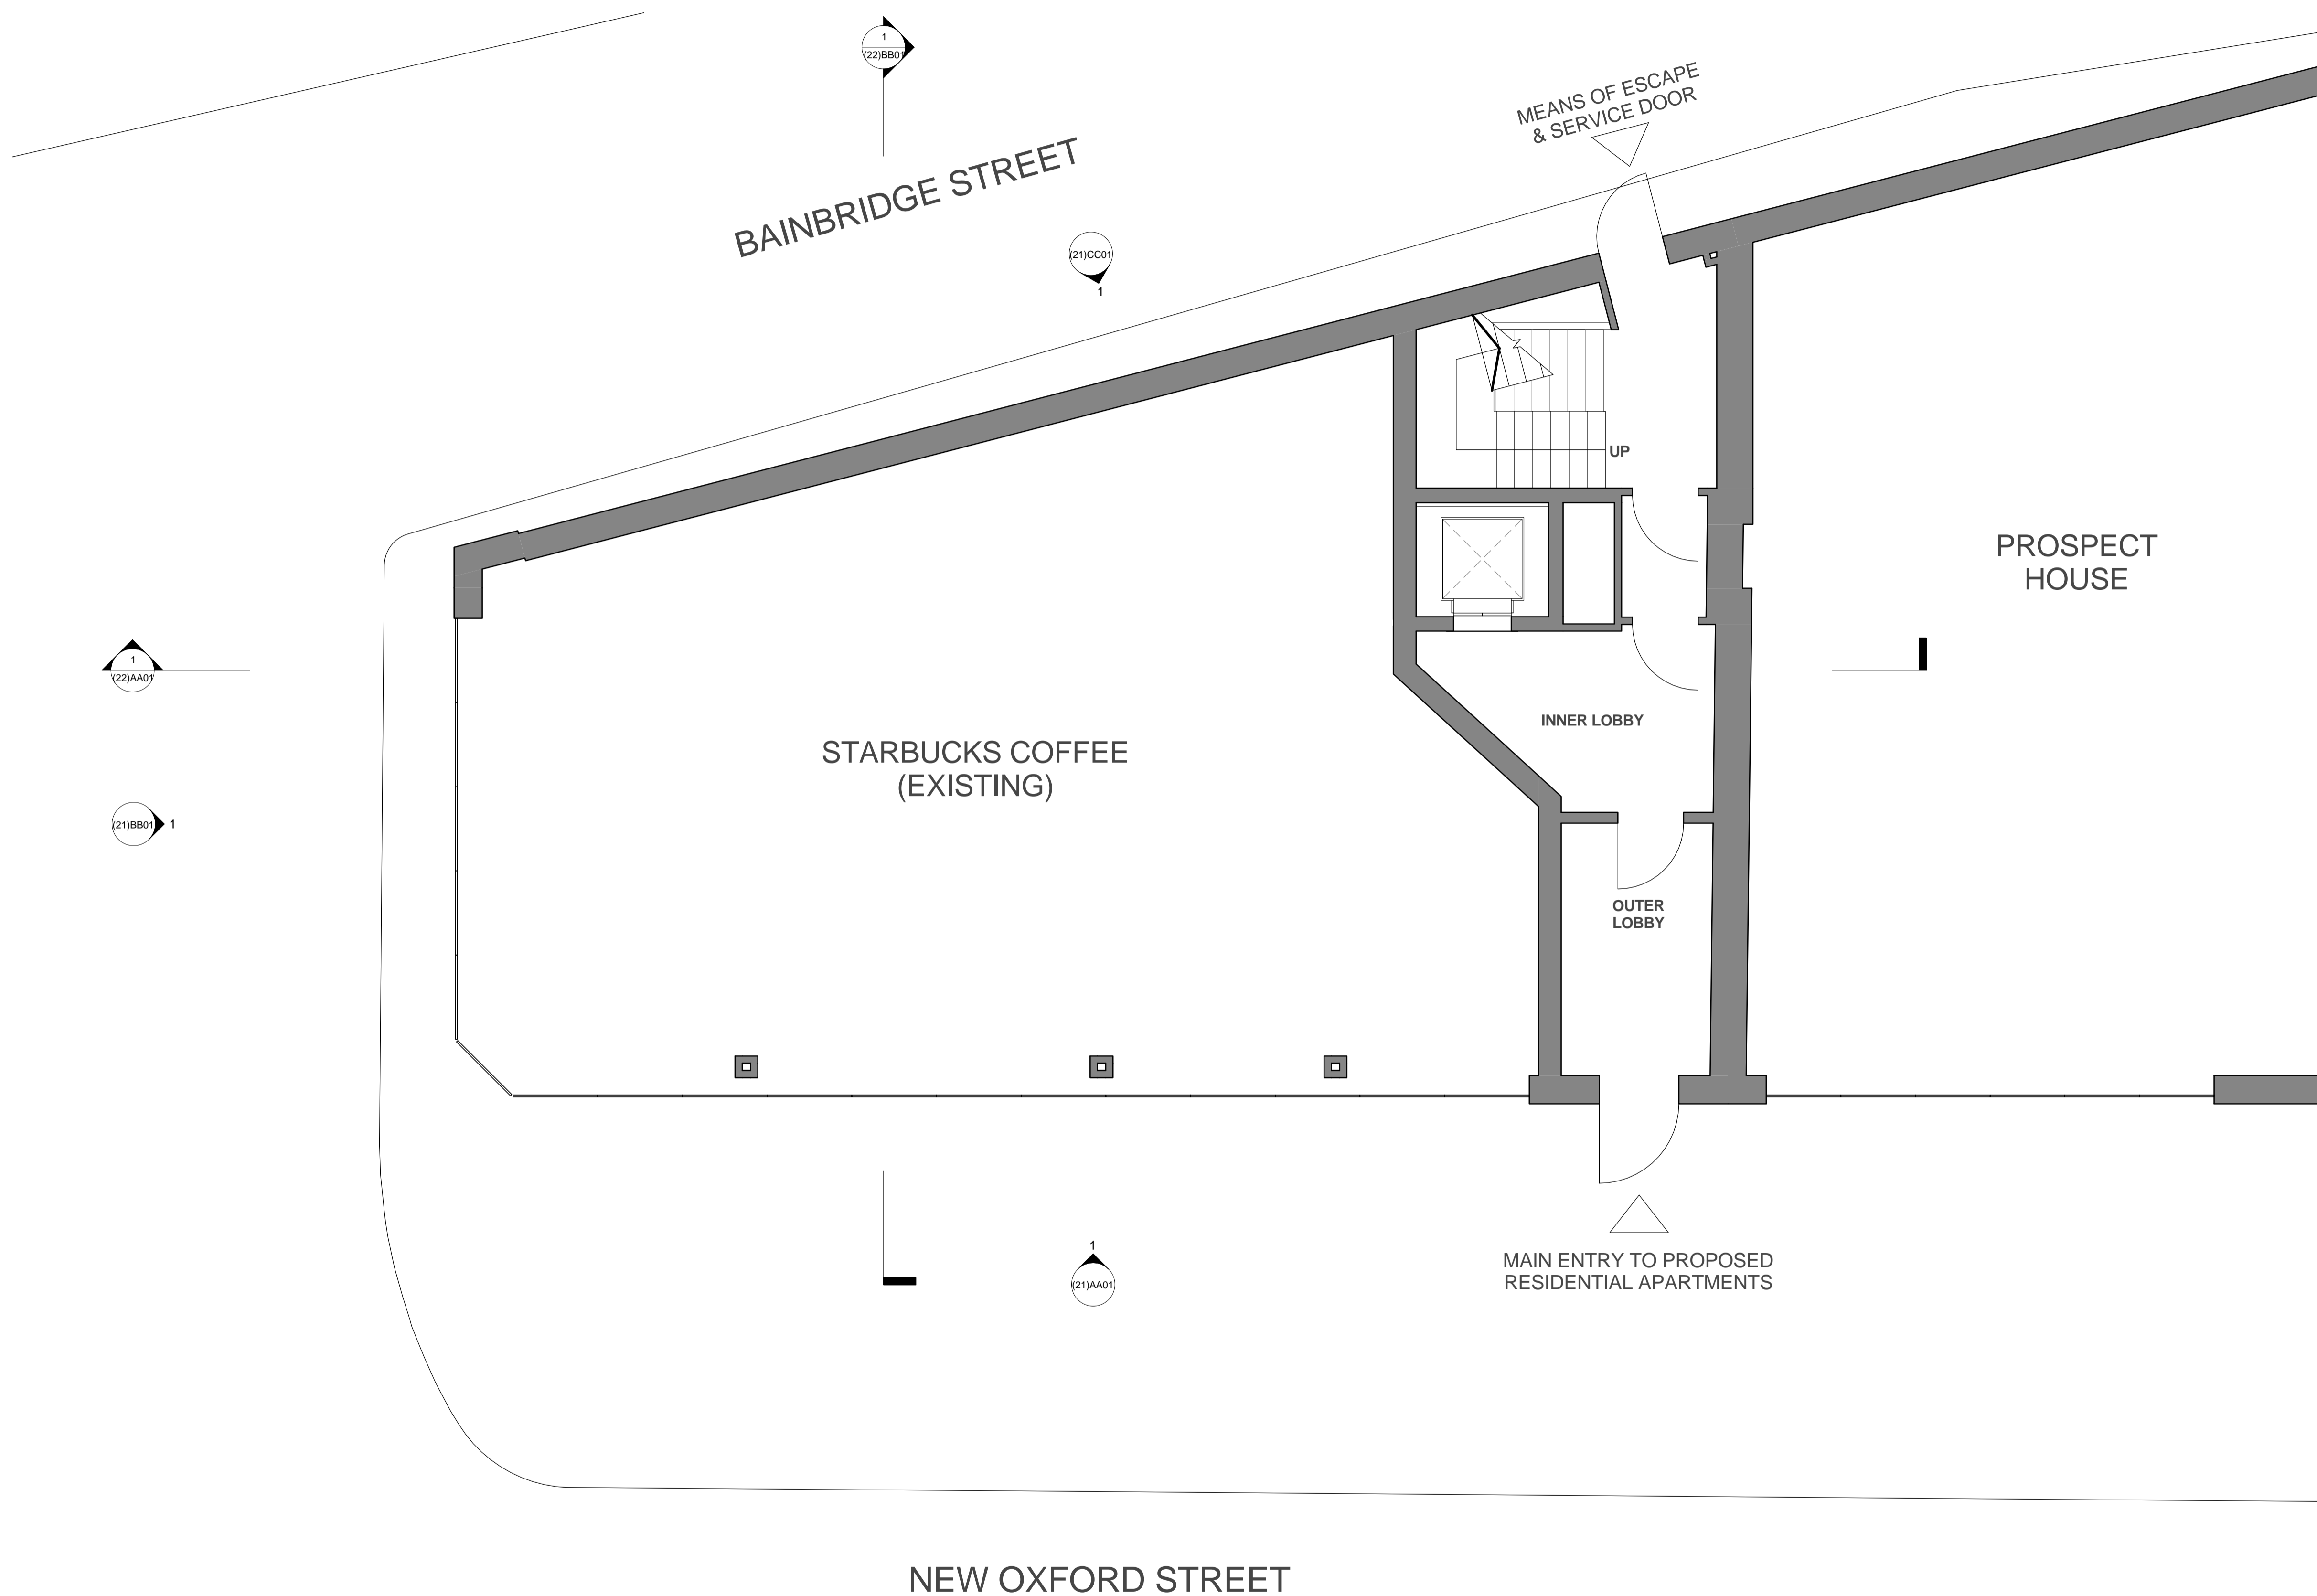 1
(22)BB01
MEANS OF ESCAPE
& SERVICE DOOR
BAINBRIDGE STREET
(21)CC01
1
UP
PROSPECT
HOUSE
1
(22)AA01
INNER LOBBY
STARBUCKS COFFEE
(EXISTING)
(21)BB01 1
OUTER
LOBBY
1
(21)AA01
MAIN ENTRY TO PROPOSED
RESIDENTIAL APARTMENTS
NEW OXFORD STREET